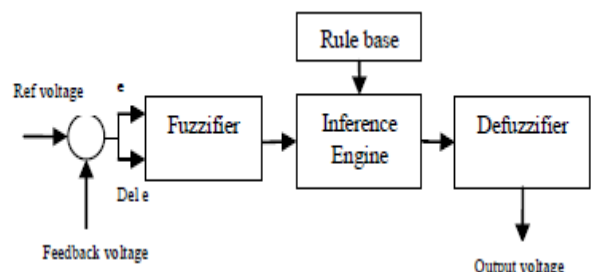 Rule base
Ref voltage
e
Fuzzifier
Inference
Engine
Defuzzifier
Del e
Feedback voltage
Output voltage